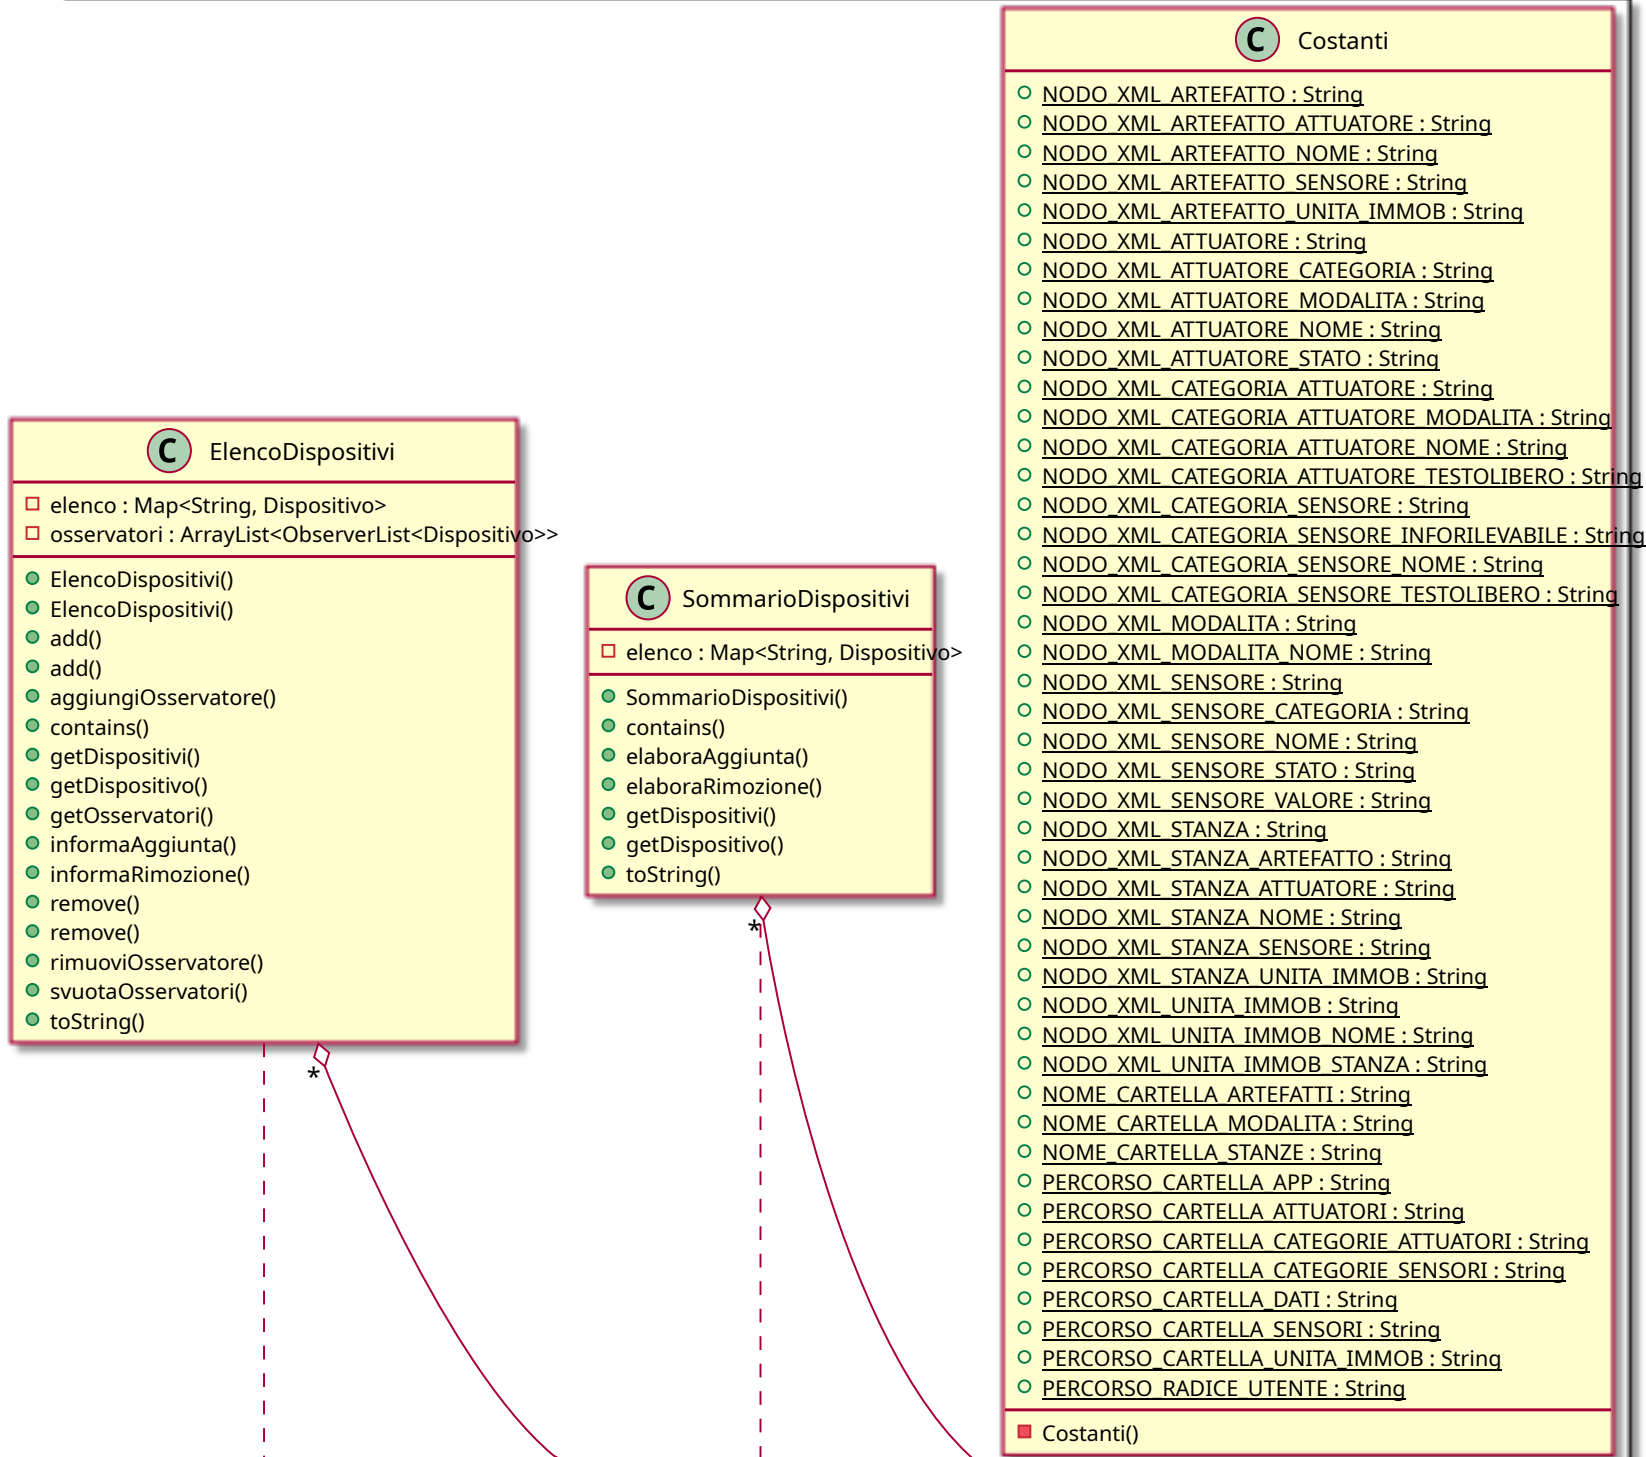 C Costanti
NODO_XML_ARTEFATTO : String
NODO_XML_ARTEFATTO_ATTUATORE : String
NODO_XML_ARTEFATTO_NOME : String
NODO_XML_ARTEFATTO_SENSORE : String
NODO_XML_ARTEFATTO_UNITA_IMMOB : String
NODO_XML_ATTUATORE : String
NODO_XML_ATTUATORE_CATEGORIA : String
NODO_XML_ATTUATORE_MODALITA : String
NODO_XML_ATTUATORE_NOME : String
NODO_XML_ATTUATORE_STATO : String
NODO_XML_CATEGORIA_ATTUATORE : String
NODO_XML_CATEGORIA_ATTUATORE_MODALITA : String
NODO_XML_CATEGORIA_ATTUATORE_NOME : String
NODO_XML_CATEGORIA_ATTUATORE_TESTOLIBERO : String
NODO_XML_CATEGORIA_SENSORE : String
NODO_XML_CATEGORIA_SENSORE_INFORILEVABILE : String
NODO_XML_CATEGORIA_SENSORE_NOME : String
NODO_XML_CATEGORIA_SENSORE_TESTOLIBERO : String
NODO_XML_MODALITA : String
NODO_XML_MODALITA_NOME : String
NODO_XML_SENSORE : String
NODO_XML_SENSORE_CATEGORIA : String
NODO_XML_SENSORE_NOME : String
NODO_XML_SENSORE_STATO : String
NODO_XML_SENSORE_VALORE : String
NODO_XML_STANZA : String
NODO_XML_STANZA_ARTEFATTO : String
NODO_XML_STANZA_ATTUATORE : String
NODO_XML_STANZA_NOME : String
NODO_XML_STANZA_SENSORE : String
NODO_XML_STANZA_UNITA_IMMOB : String
NODO_XML_UNITA_IMMOB : String
NODO_XML_UNITA_IMMOB_NOME : String
NODO_XML_UNITA_IMMOB_STANZA : String
NOME_CARTELLA_ARTEFATTI : String
NOME_CARTELLA_MODALITA : String
NOME_CARTELLA_STANZE : String
PERCORSO_CARTELLA_APP : String
PERCORSO_CARTELLA_ATTUATORI : String
PERCORSO_CARTELLA_CATEGORIE_ATTUATORI : String
PERCORSO_CARTELLA_CATEGORIE_SENSORI : String
PERCORSO_CARTELLA_DATI : String
PERCORSO_CARTELLA_SENSORI : String
PERCORSO_CARTELLA_UNITA_IMMOB : String
PERCORSO_RADICE_UTENTE : String
Costanti()
C ElencoDispositivi
elenco : Map<String, Dispositivo>
osservatori : ArrayList<ObserverList<Dispositivo>>
ElencoDispositivi()
ElencoDispositivi()
add()
add()
aggiungiOsservatore()
contains()
getDispositivi()
getDispositivo()
getOsservatori()
informaAggiunta()
informaRimozione()
remove()
remove()
rimuoviOsservatore()
svuotaOsservatori()
toString()
*
C SommarioDispositivi
elenco : Map<String, Dispositivo>
SommarioDispositivi()
contains()
elaboraAggiunta()
elaboraRimozione()
getDispositivi()
getDispositivo()
toString()
*